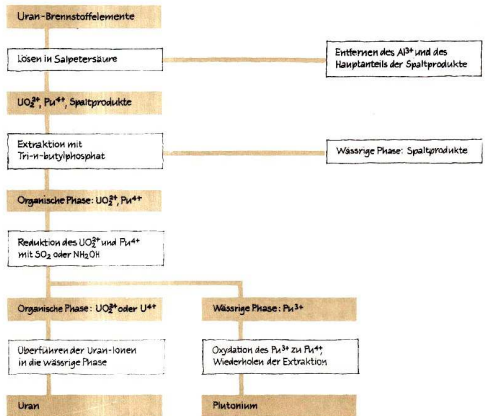 Uran-Brennstoffelemente
Lösen in Salpetersäure
Entfernen des Al³⁺ und des
Hauptanteils der Spaltprodukte
UO₂²⁺, Pu⁴⁺, Spaltprodukte
Extraktion mit
Tri-n-butylphosphat
Wässrige Phase: Spaltprodukte
Organische Phase: UO₂²⁺, Pu⁴⁺
Reduktion des UO₂²⁺ und Pu⁴⁺
mit SO₂ oder NH₂OH
Organische Phase: UO₂²⁺ oder U⁴⁺
Wässrige Phase: Pu³⁺
Überführen der Uran-Ionen
in die wässrige Phase
Oxydation des Pu³⁺ zu Pu⁴⁺,
Wiederholen der Extraktion
Uran
Plutonium